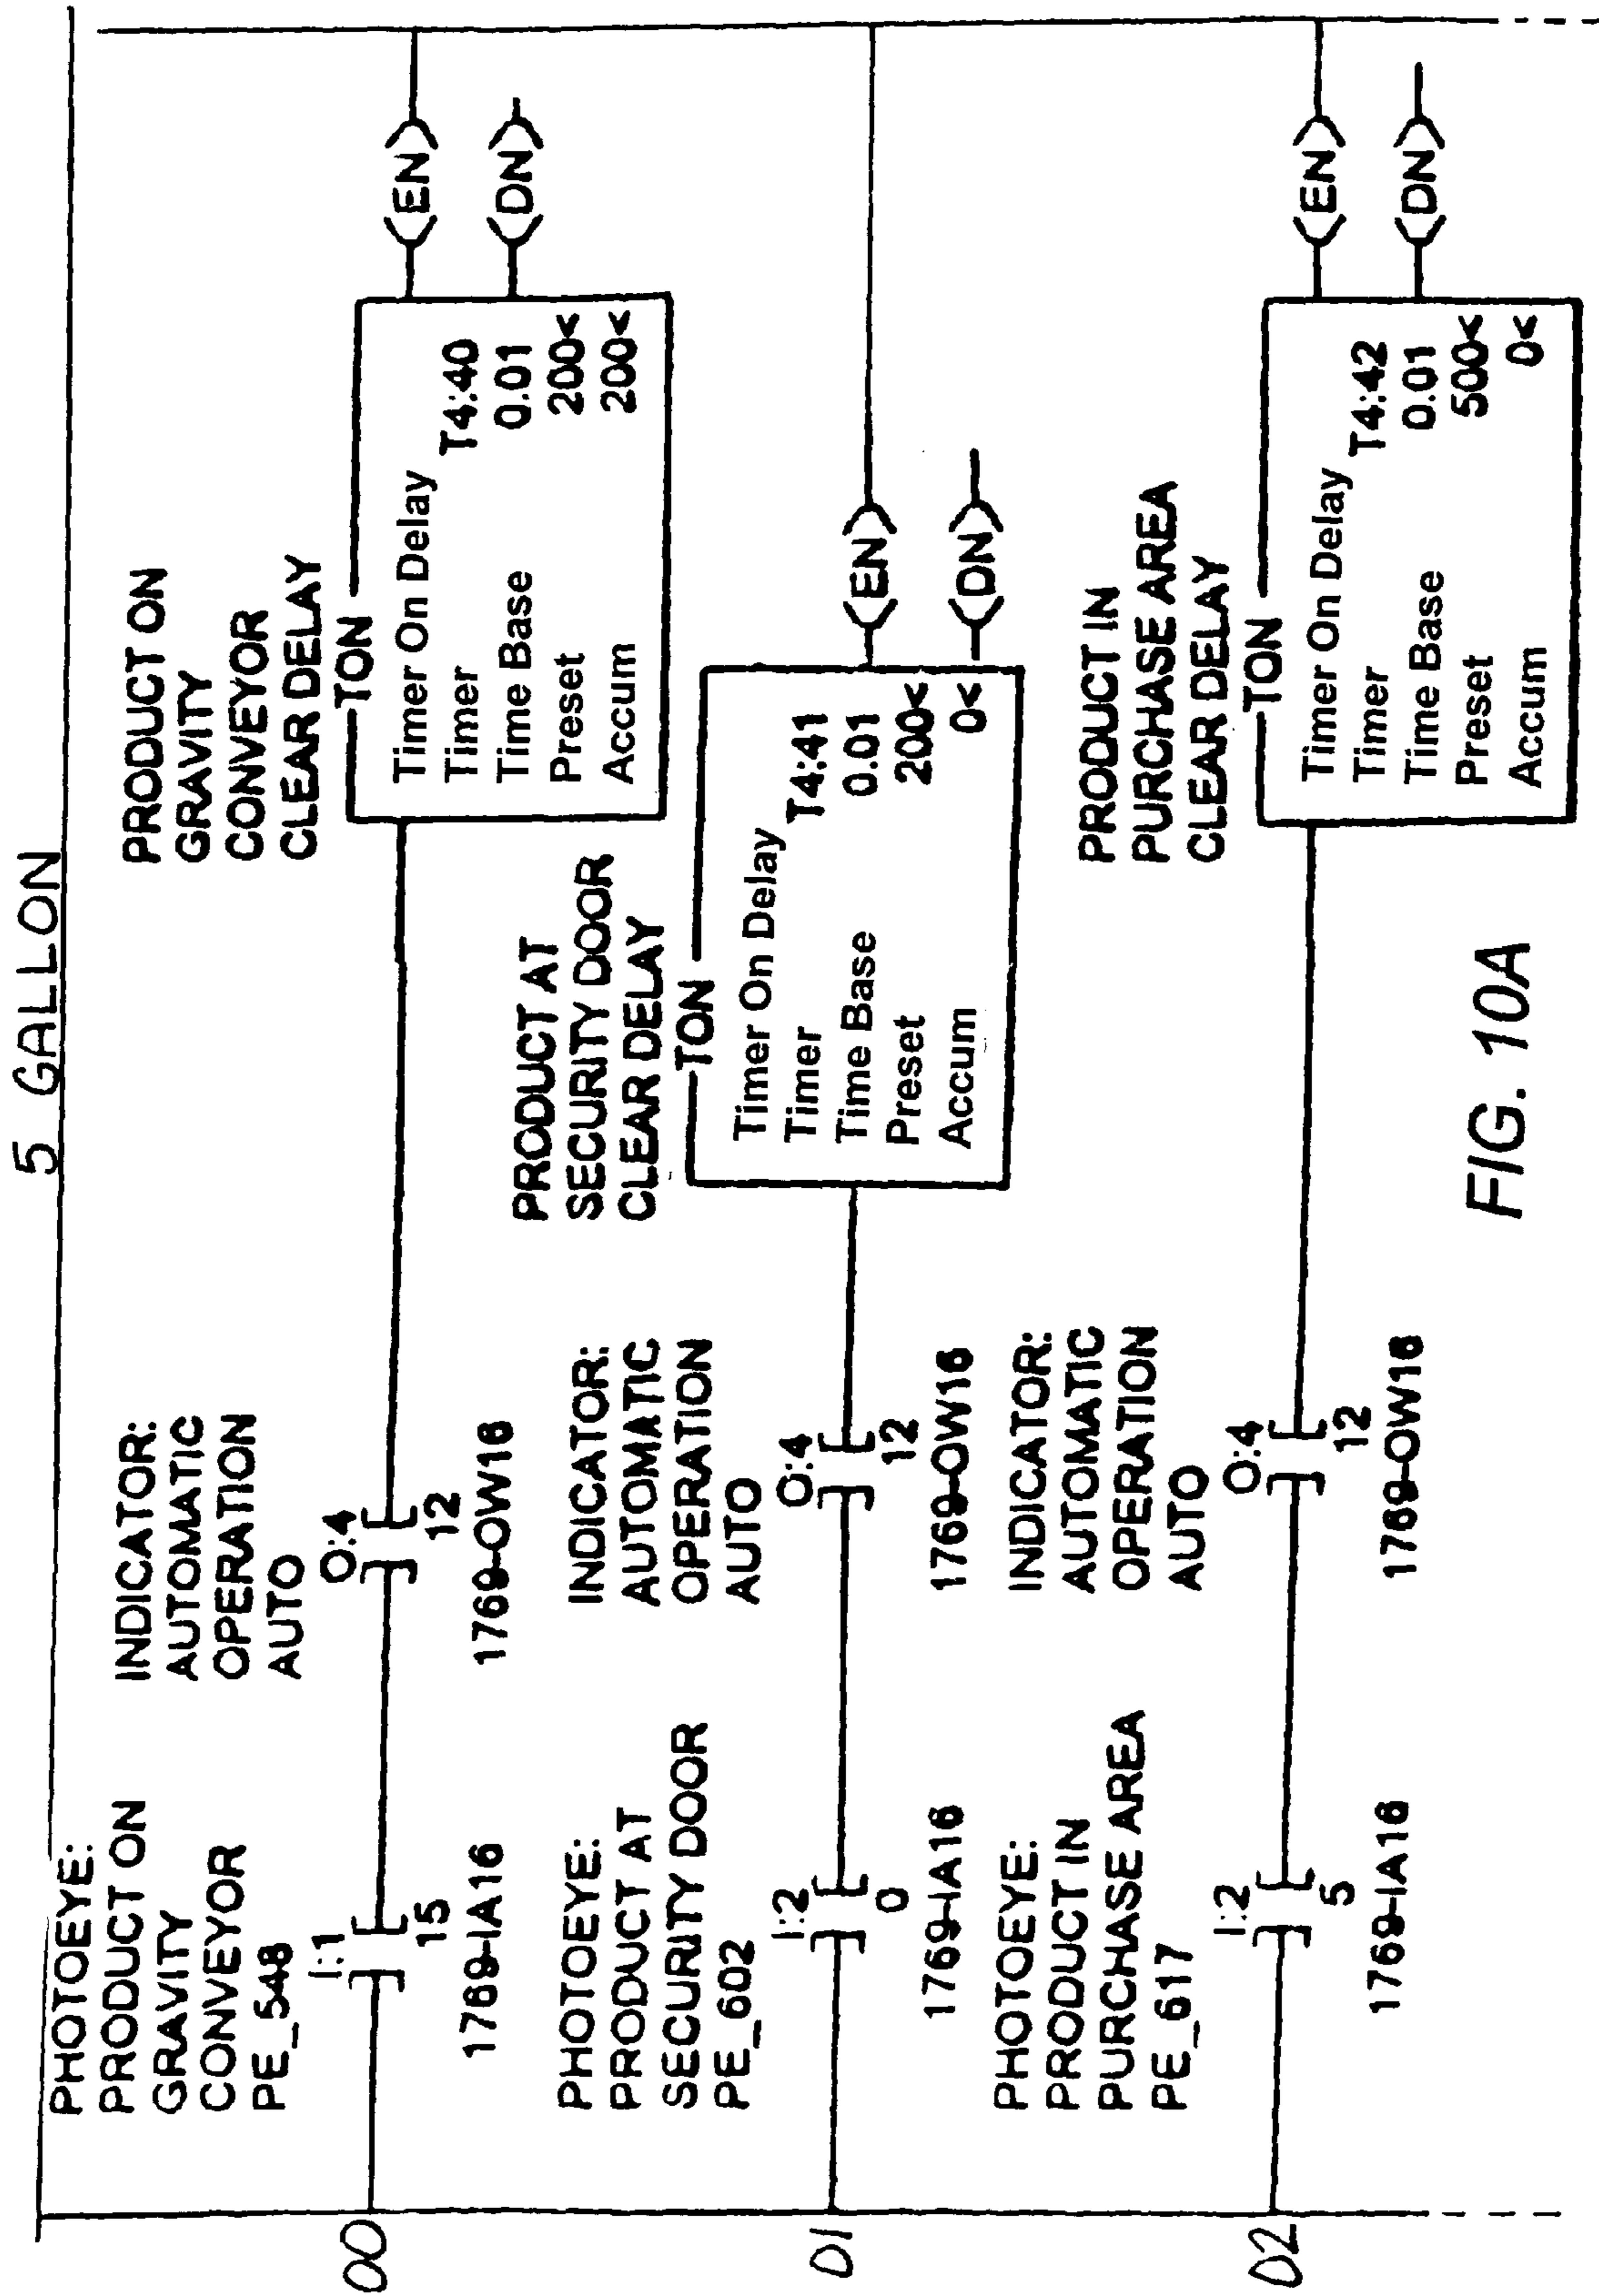 5 GALLON
00
PHOTOEYE:
PRODUCT ON
GRAVITY
CONVEYOR
PE_548
I:1
15
1769-IA16
INDICATOR:
AUTOMATIC
OPERATION
AUTO
O:4
12
1769-OW16
PRODUCT ON
GRAVITY
CONVEYOR
CLEAR DELAY
TON
Timer On Delay
Timer T4:40
Time Base 0.01
Preset 200<
Accum 200<
EN
DN
01
PHOTOEYE:
PRODUCT AT
SECURITY DOOR
PE_602
I:2
0
1769-IA16
INDICATOR:
AUTOMATIC
OPERATION
AUTO
O:4
12
1769-OW16
PRODUCT AT
SECURITY DOOR
CLEAR DELAY
TON
Timer On Delay
Timer T4:41
Time Base 0.01
Preset 200<
Accum 0<
EN
DN
02
PHOTOEYE:
PRODUCT IN
PURCHASE AREA
PE_617
I:2
5
1769-IA16
INDICATOR:
AUTOMATIC
OPERATION
AUTO
O:4
12
1769-OW16
PRODUCT IN
PURCHASE AREA
CLEAR DELAY
TON
Timer On Delay
Timer T4:42
Time Base 0.01
Preset 500<
Accum 0<
EN
DN
FIG. 10A